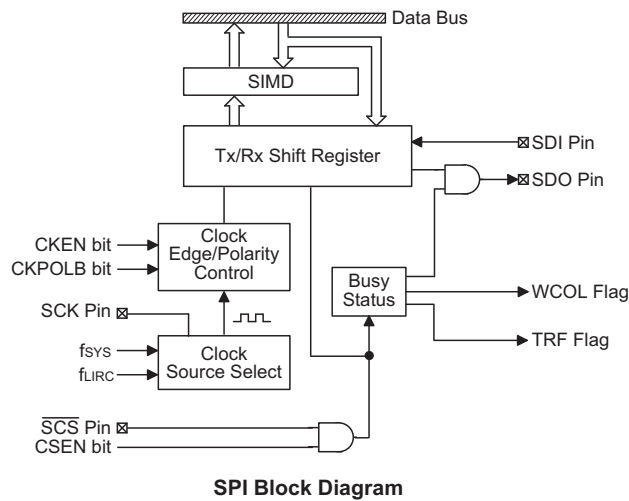 Data Bus
SIMD
Tx/Rx Shift Register
SDI Pin
SDO Pin
CKEN bit
CKPOLB bit
Clock
Edge/Polarity
Control
Busy
Status
WCOL Flag
TRF Flag
SCK Pin
fSYS
fLIRC
Clock
Source Select
SCS Pin
CSEN bit
SPI Block Diagram